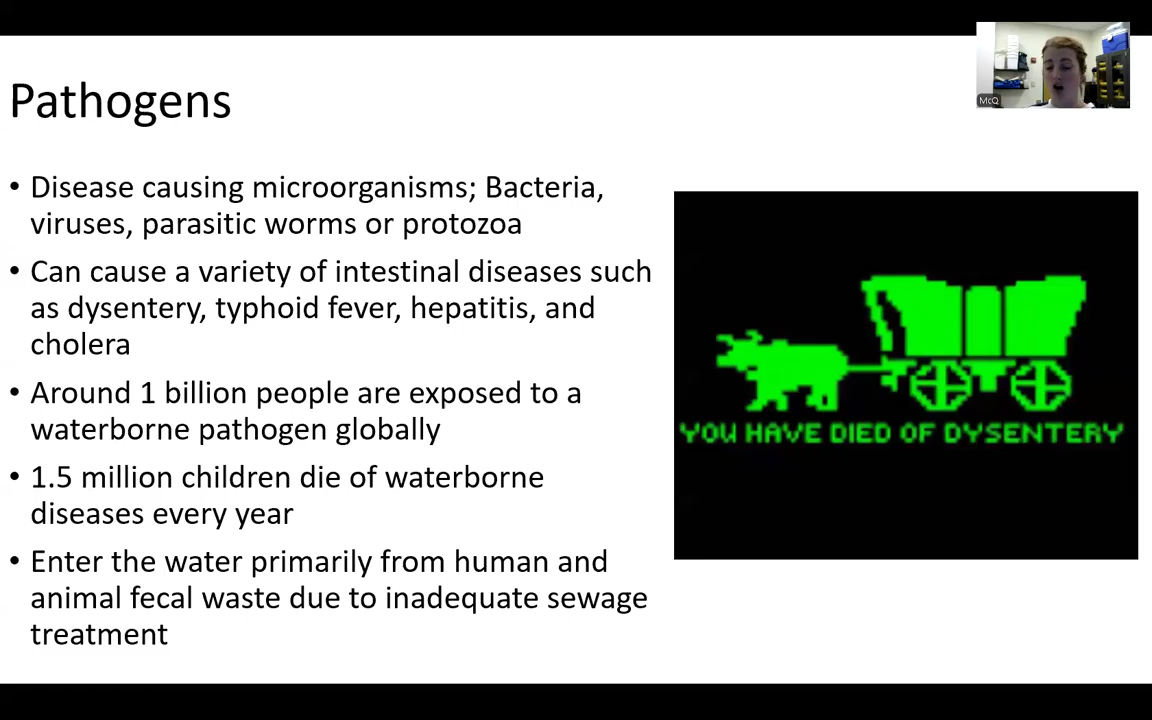 McQ
Pathogens
• Disease causing microorganisms; Bacteria,
viruses, parasitic worms or protozoa
• Can cause a variety of intestinal diseases such
as dysentery, typhoid fever, hepatitis, and
cholera
• Around 1 billion people are exposed to a
waterborne pathogen globally
• 1.5 million children die of waterborne
diseases every year
• Enter the water primarily from human and
animal fecal waste due to inadequate sewage
treatment
YOU HAVE DIED OF DYSENTERY